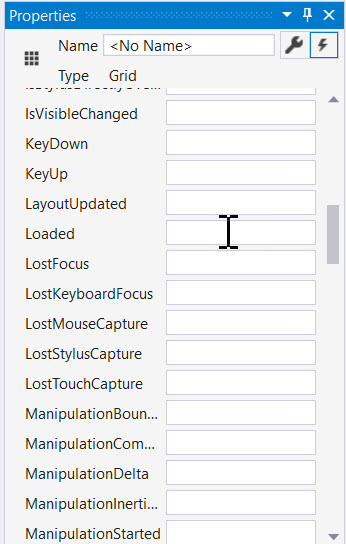 Properties
Name <No Name>
Type Grid
IsVisibleChanged
KeyDown
KeyUp
LayoutUpdated
Loaded
LostFocus
LostKeyboardFocus
LostMouseCapture
LostStylusCapture
LostTouchCapture
ManipulationBoun...
ManipulationCom...
ManipulationDelta
ManipulationInerti...
ManipulationStarted